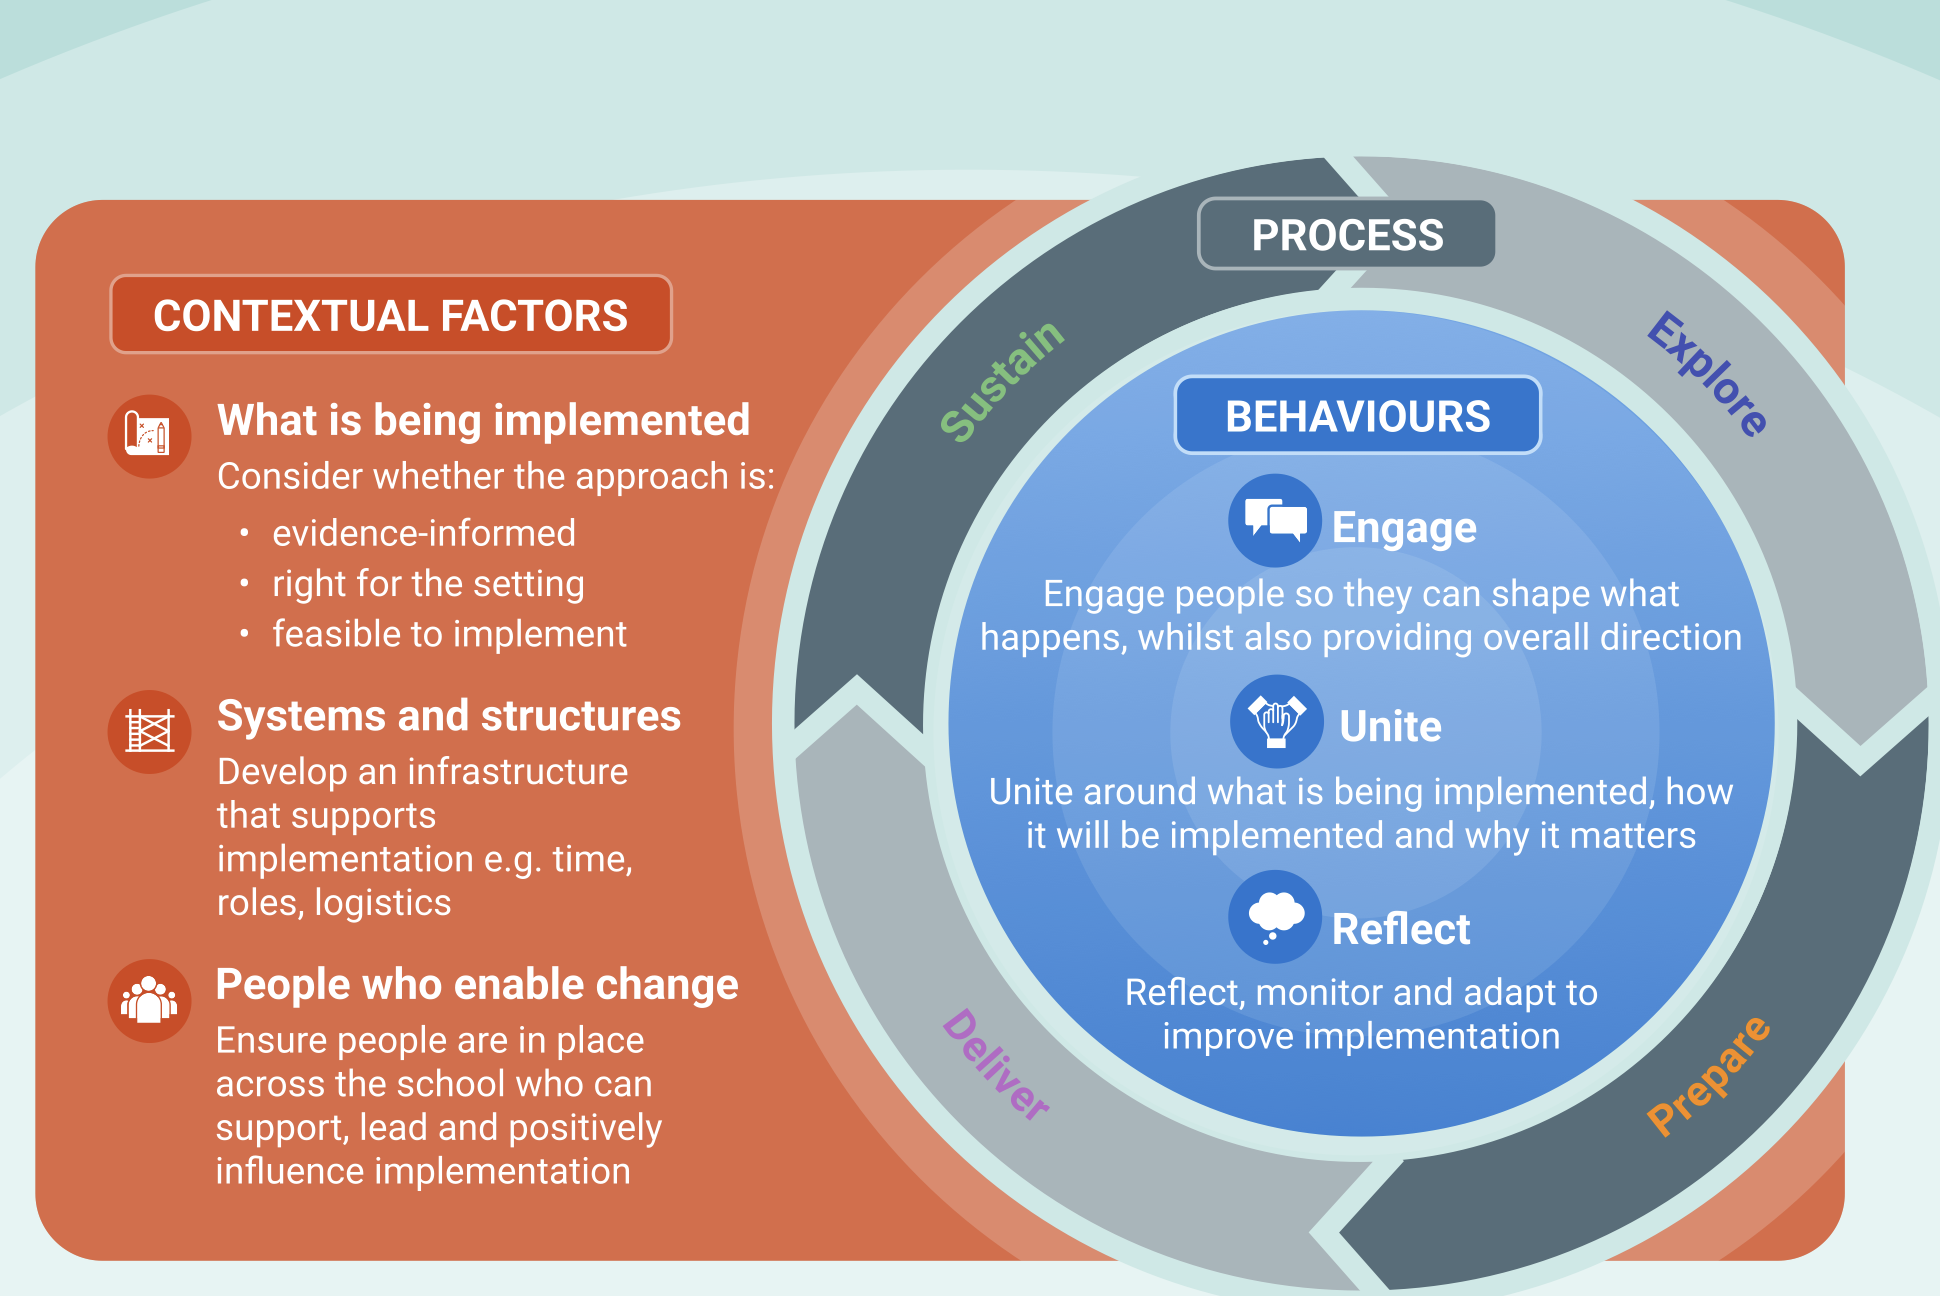 CONTEXTUAL FACTORS
What is being implemented
Consider whether the approach is:
• evidence-informed
• right for the setting
• feasible to implement
Systems and structures
Develop an infrastructure
that supports
implementation e.g. time,
roles, logistics
People who enable change
Ensure people are in place
across the school who can
support, lead and positively
influence implementation
PROCESS
Explore
Prepare
Deliver
Sustain
BEHAVIOURS
Engage
Engage people so they can shape what
happens, whilst also providing overall direction
Unite
Unite around what is being implemented, how
it will be implemented and why it matters
Reflect
Reflect, monitor and adapt to
improve implementation